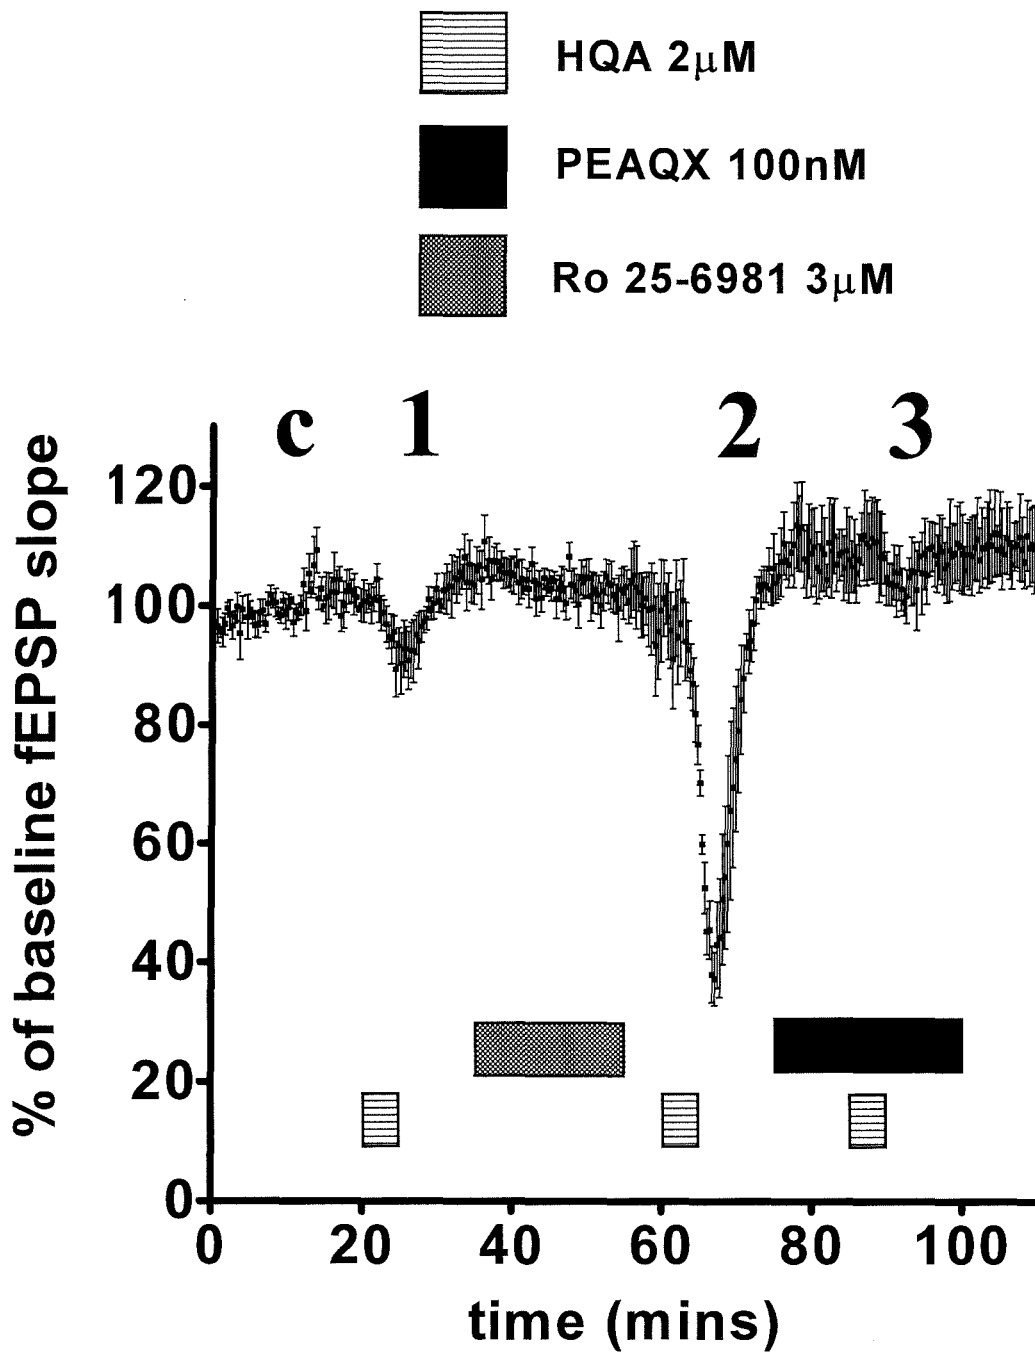 HQA 2μM
PEAQX 100nM
Ro 25-6981 3μM
c 1 2 3
% of baseline fEPSP slope
120
100
80
60
40
20
0
0 20 40 60 80 100
time (mins)